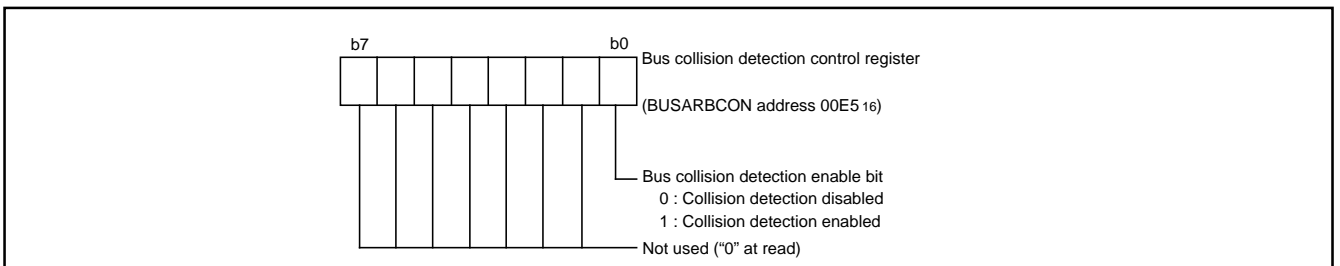 b7 b0
Bus collision detection control register
(BUSARBCON address 00E5 16)
Bus collision detection enable bit
0 : Collision detection disabled
1 : Collision detection enabled
Not used (“0” at read)